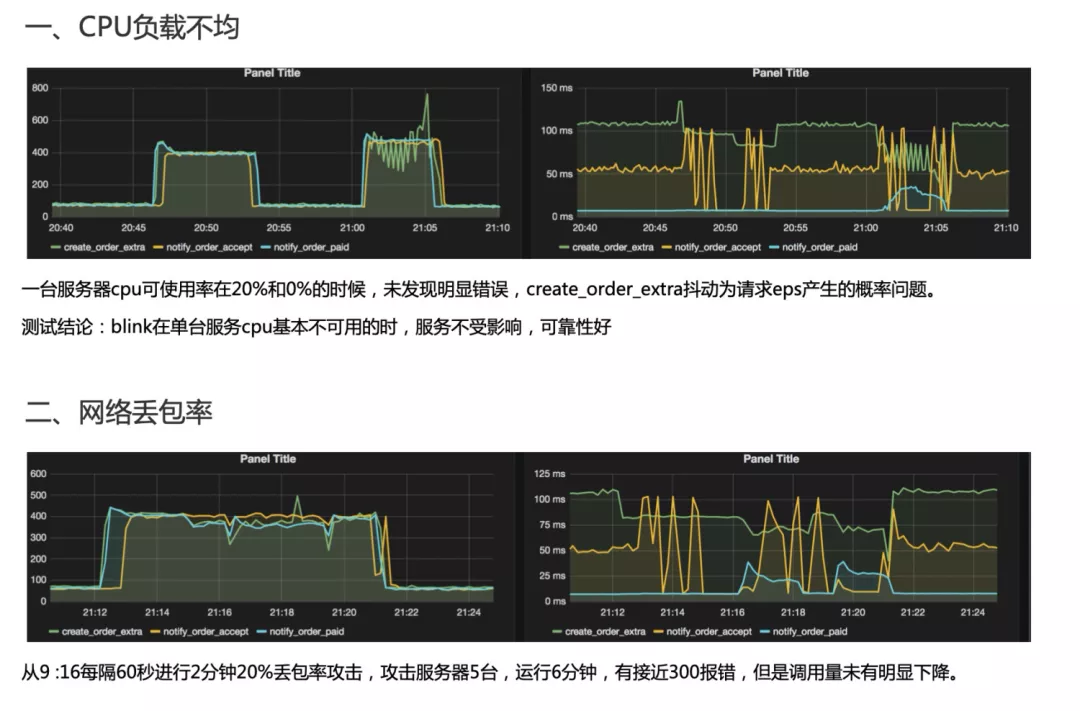 一、CPU负载不均
Panel Title
800
600
400
200
0
20:40 20:45 20:50 20:55 21:00 21:05 21:10
create_order_extra notify_order_accept notify_order_paid
Panel Title
150 ms
100 ms
50 ms
0 ms
20:40 20:45 20:50 20:55 21:00 21:05 21:10
create_order_extra notify_order_accept notify_order_paid
一台服务器cpu可使用率在20%和0%的时候，未发现明显错误，create_order_extra抖动为请求eps产生的概率问题。
测试结论：blink在单台服务cpu基本不可用的时，服务不受影响，可靠性好
二、网络丢包率
Panel Title
600
500
400
300
200
100
0
21:12 21:14 21:16 21:18 21:20 21:22 21:24
create_order_extra notify_order_accept notify_order_paid
Panel Title
125 ms
100 ms
75 ms
50 ms
25 ms
0 ms
21:12 21:14 21:16 21:18 21:20 21:22 21:24
create_order_extra notify_order_accept notify_order_paid
从9 :16每隔60秒进行2分钟20%丢包率攻击，攻击服务器5台，运行6分钟，有接近300报错，但是调用量未有明显下降。